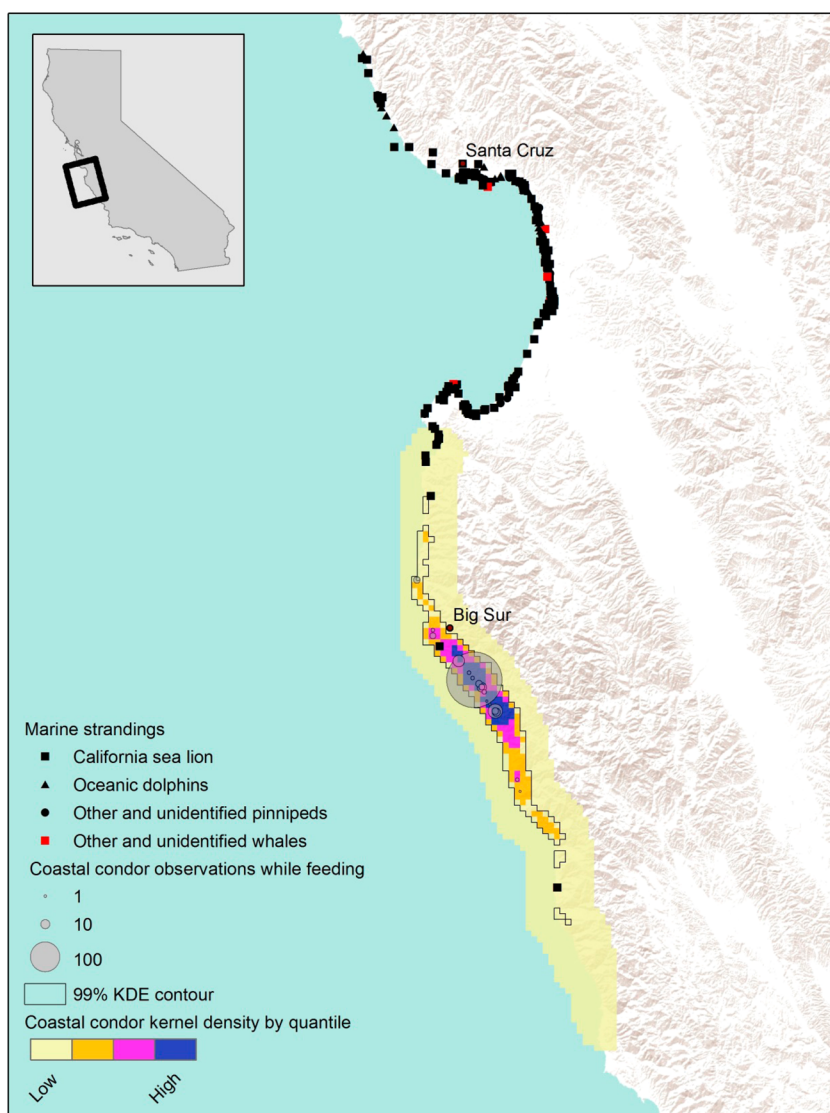 Santa Cruz
Big Sur
Marine strandings
California sea lion
Oceanic dolphins
Other and unidentified pinnipeds
Other and unidentified whales
Coastal condor observations while feeding
1
10
100
99% KDE contour
Coastal condor kernel density by quantile
Low
High